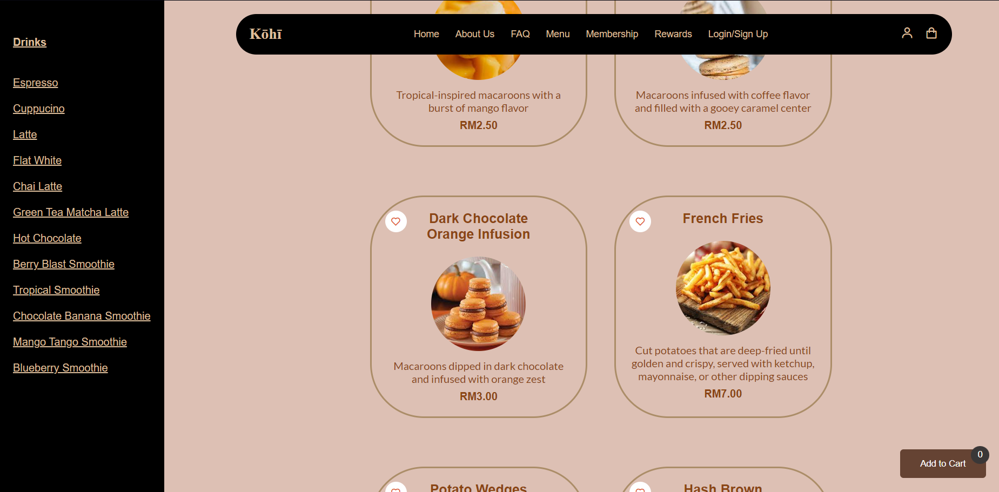 Kōhī
Home About Us FAQ Menu Membership Rewards Login/Sign Up
Drinks
Espresso
Cuppucino
Latte
Flat White
Chai Latte
Green Tea Matcha Latte
Hot Chocolate
Berry Blast Smoothie
Tropical Smoothie
Chocolate Banana Smoothie
Mango Tango Smoothie
Blueberry Smoothie
Tropical-inspired macaroons with a
burst of mango flavor
RM2.50
Macaroons infused with coffee flavor
and filled with a gooey caramel center
RM2.50
Dark Chocolate
Orange Infusion
Macaroons dipped in dark chocolate
and infused with orange zest
RM3.00
French Fries
Cut potatoes that are deep-fried until
golden and crispy, served with ketchup,
mayonnaise, or other dipping sauces
RM7.00
Potato Wedges
Hash Brown
Add to Cart
0